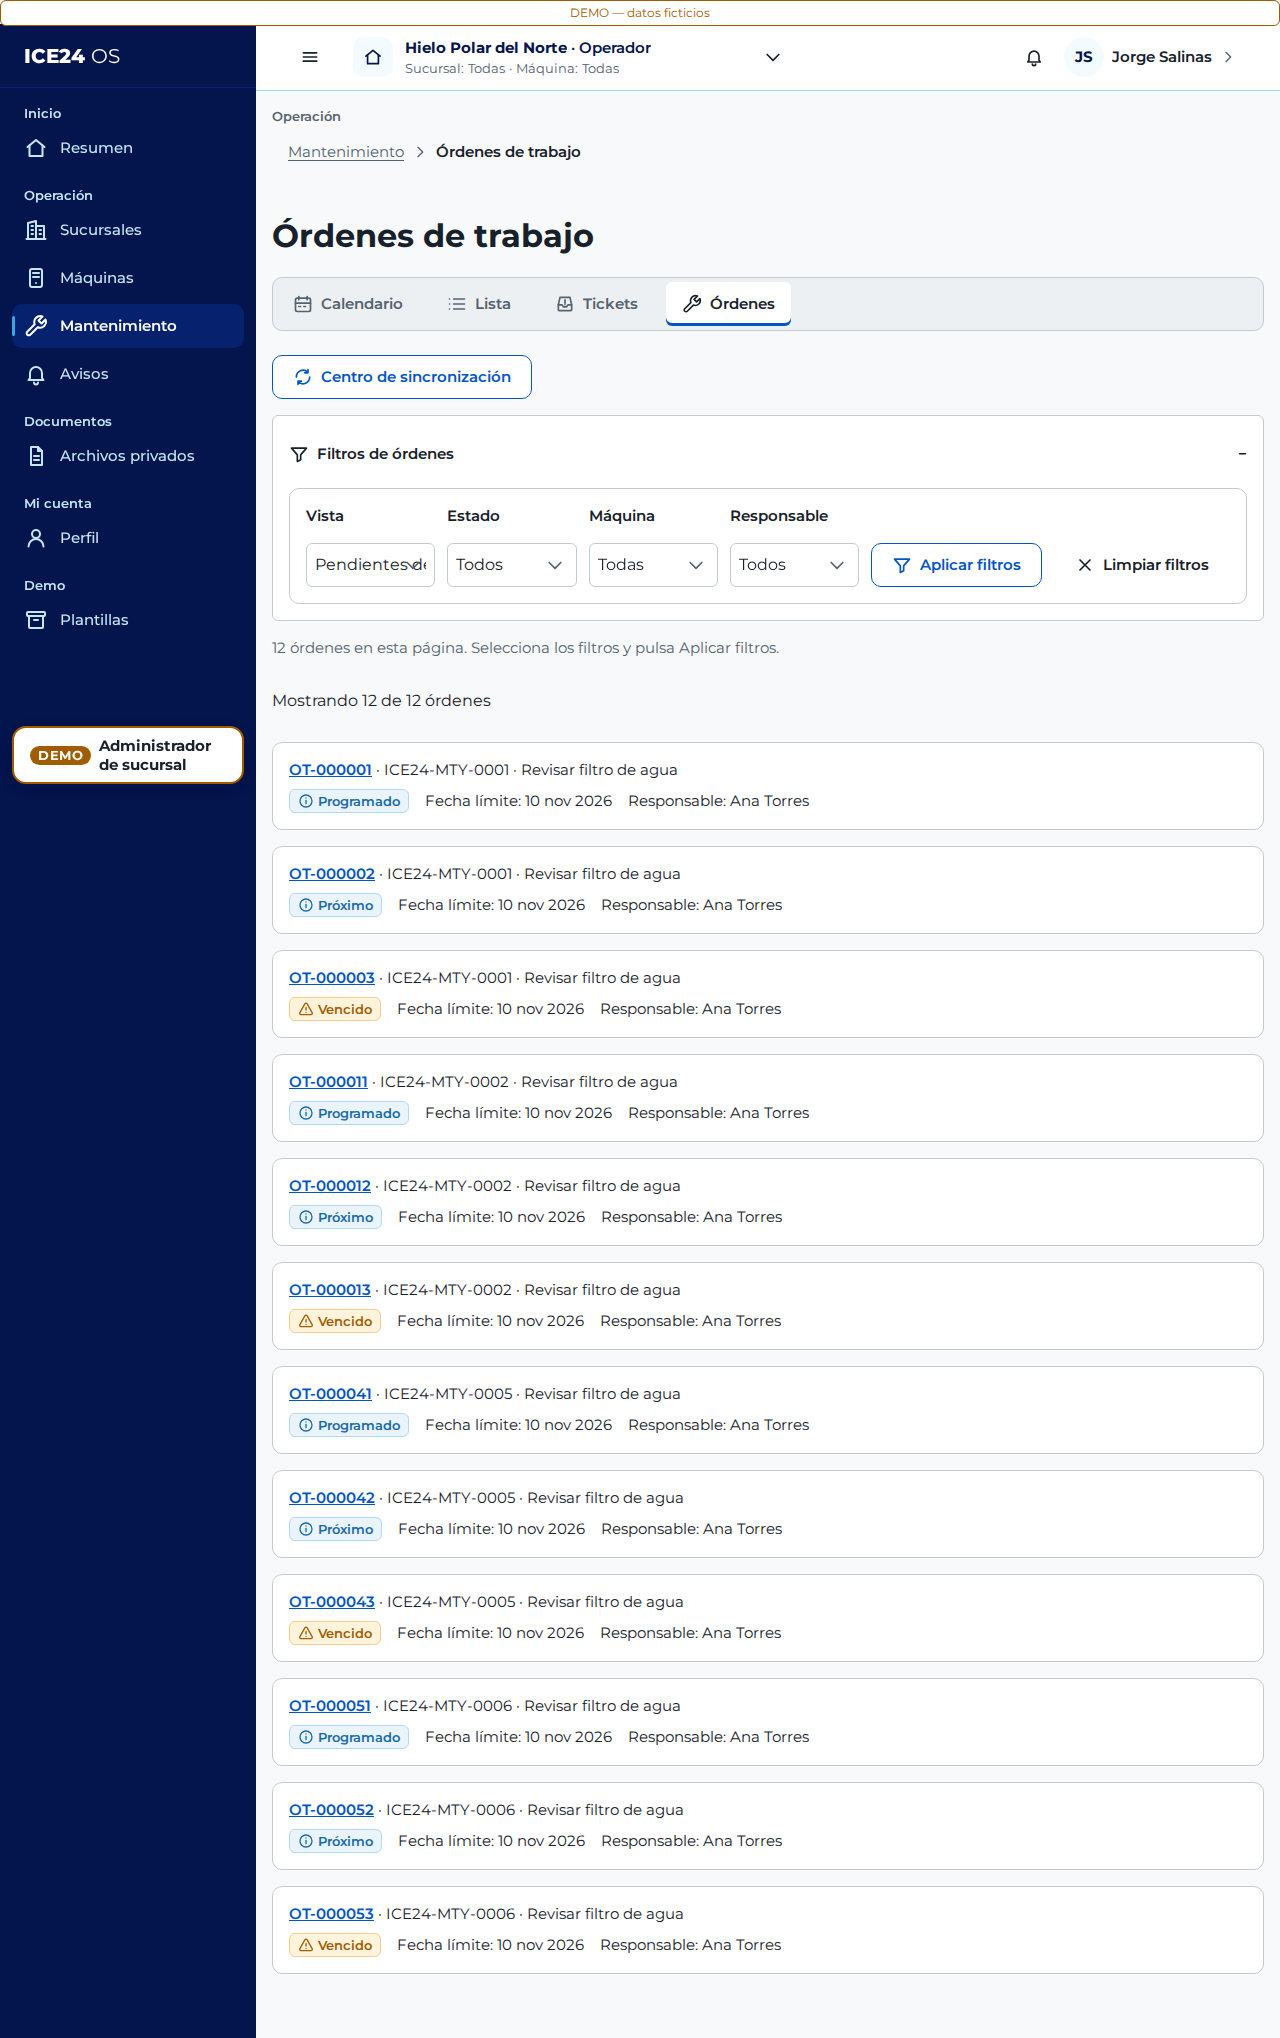 DEMO — datos ficticios
ICE24 OS
Inicio
Resumen
Operación
Sucursales
Máquinas
Mantenimiento
Avisos
Documentos
Archivos privados
Mi cuenta
Perfil
Demo
Plantillas
DEMO Administrador de sucursal
Hielo Polar del Norte · Operador
Sucursal: Todas · Máquina: Todas
JS Jorge Salinas
Operación
Mantenimiento > Órdenes de trabajo
Órdenes de trabajo
Calendario Lista Tickets Órdenes
Centro de sincronización
Filtros de órdenes –
Vista Estado Máquina Responsable
Pendientes de Todos Todas Todos Aplicar filtros Limpiar filtros
12 órdenes en esta página. Selecciona los filtros y pulsa Aplicar filtros.
Mostrando 12 de 12 órdenes
OT-000001 · ICE24-MTY-0001 · Revisar filtro de agua
Programado Fecha límite: 10 nov 2026 Responsable: Ana Torres
OT-000002 · ICE24-MTY-0001 · Revisar filtro de agua
Próximo Fecha límite: 10 nov 2026 Responsable: Ana Torres
OT-000003 · ICE24-MTY-0001 · Revisar filtro de agua
Vencido Fecha límite: 10 nov 2026 Responsable: Ana Torres
OT-000011 · ICE24-MTY-0002 · Revisar filtro de agua
Programado Fecha límite: 10 nov 2026 Responsable: Ana Torres
OT-000012 · ICE24-MTY-0002 · Revisar filtro de agua
Próximo Fecha límite: 10 nov 2026 Responsable: Ana Torres
OT-000013 · ICE24-MTY-0002 · Revisar filtro de agua
Vencido Fecha límite: 10 nov 2026 Responsable: Ana Torres
OT-000041 · ICE24-MTY-0005 · Revisar filtro de agua
Programado Fecha límite: 10 nov 2026 Responsable: Ana Torres
OT-000042 · ICE24-MTY-0005 · Revisar filtro de agua
Próximo Fecha límite: 10 nov 2026 Responsable: Ana Torres
OT-000043 · ICE24-MTY-0005 · Revisar filtro de agua
Vencido Fecha límite: 10 nov 2026 Responsable: Ana Torres
OT-000051 · ICE24-MTY-0006 · Revisar filtro de agua
Programado Fecha límite: 10 nov 2026 Responsable: Ana Torres
OT-000052 · ICE24-MTY-0006 · Revisar filtro de agua
Próximo Fecha límite: 10 nov 2026 Responsable: Ana Torres
OT-000053 · ICE24-MTY-0006 · Revisar filtro de agua
Vencido Fecha límite: 10 nov 2026 Responsable: Ana Torres